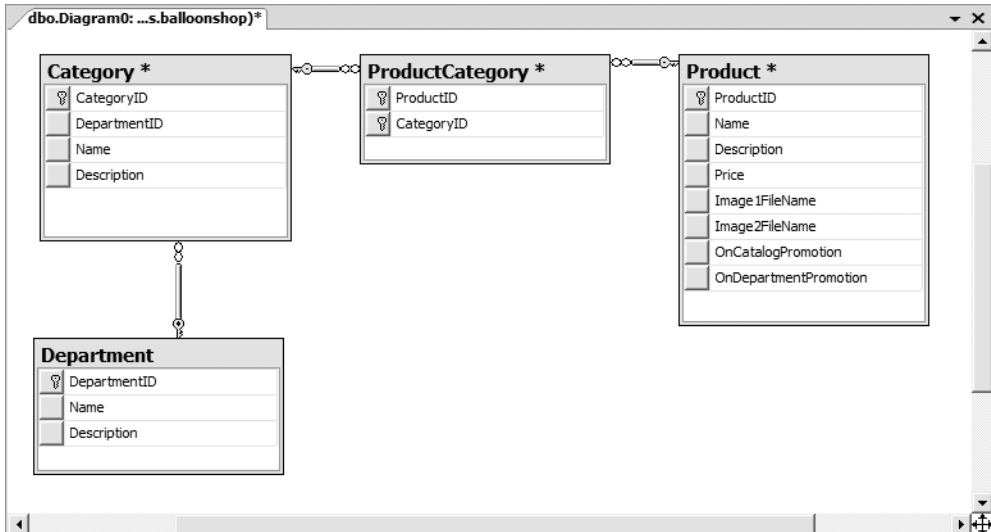 dbo.Diagram0: ...s.balloonshop)*
Category *
CategoryID
DepartmentID
Name
Description
ProductCategory *
ProductID
CategoryID
Product *
ProductID
Name
Description
Price
Image1FileName
Image2FileName
OnCatalogPromotion
OnDepartmentPromotion
Department
DepartmentID
Name
Description